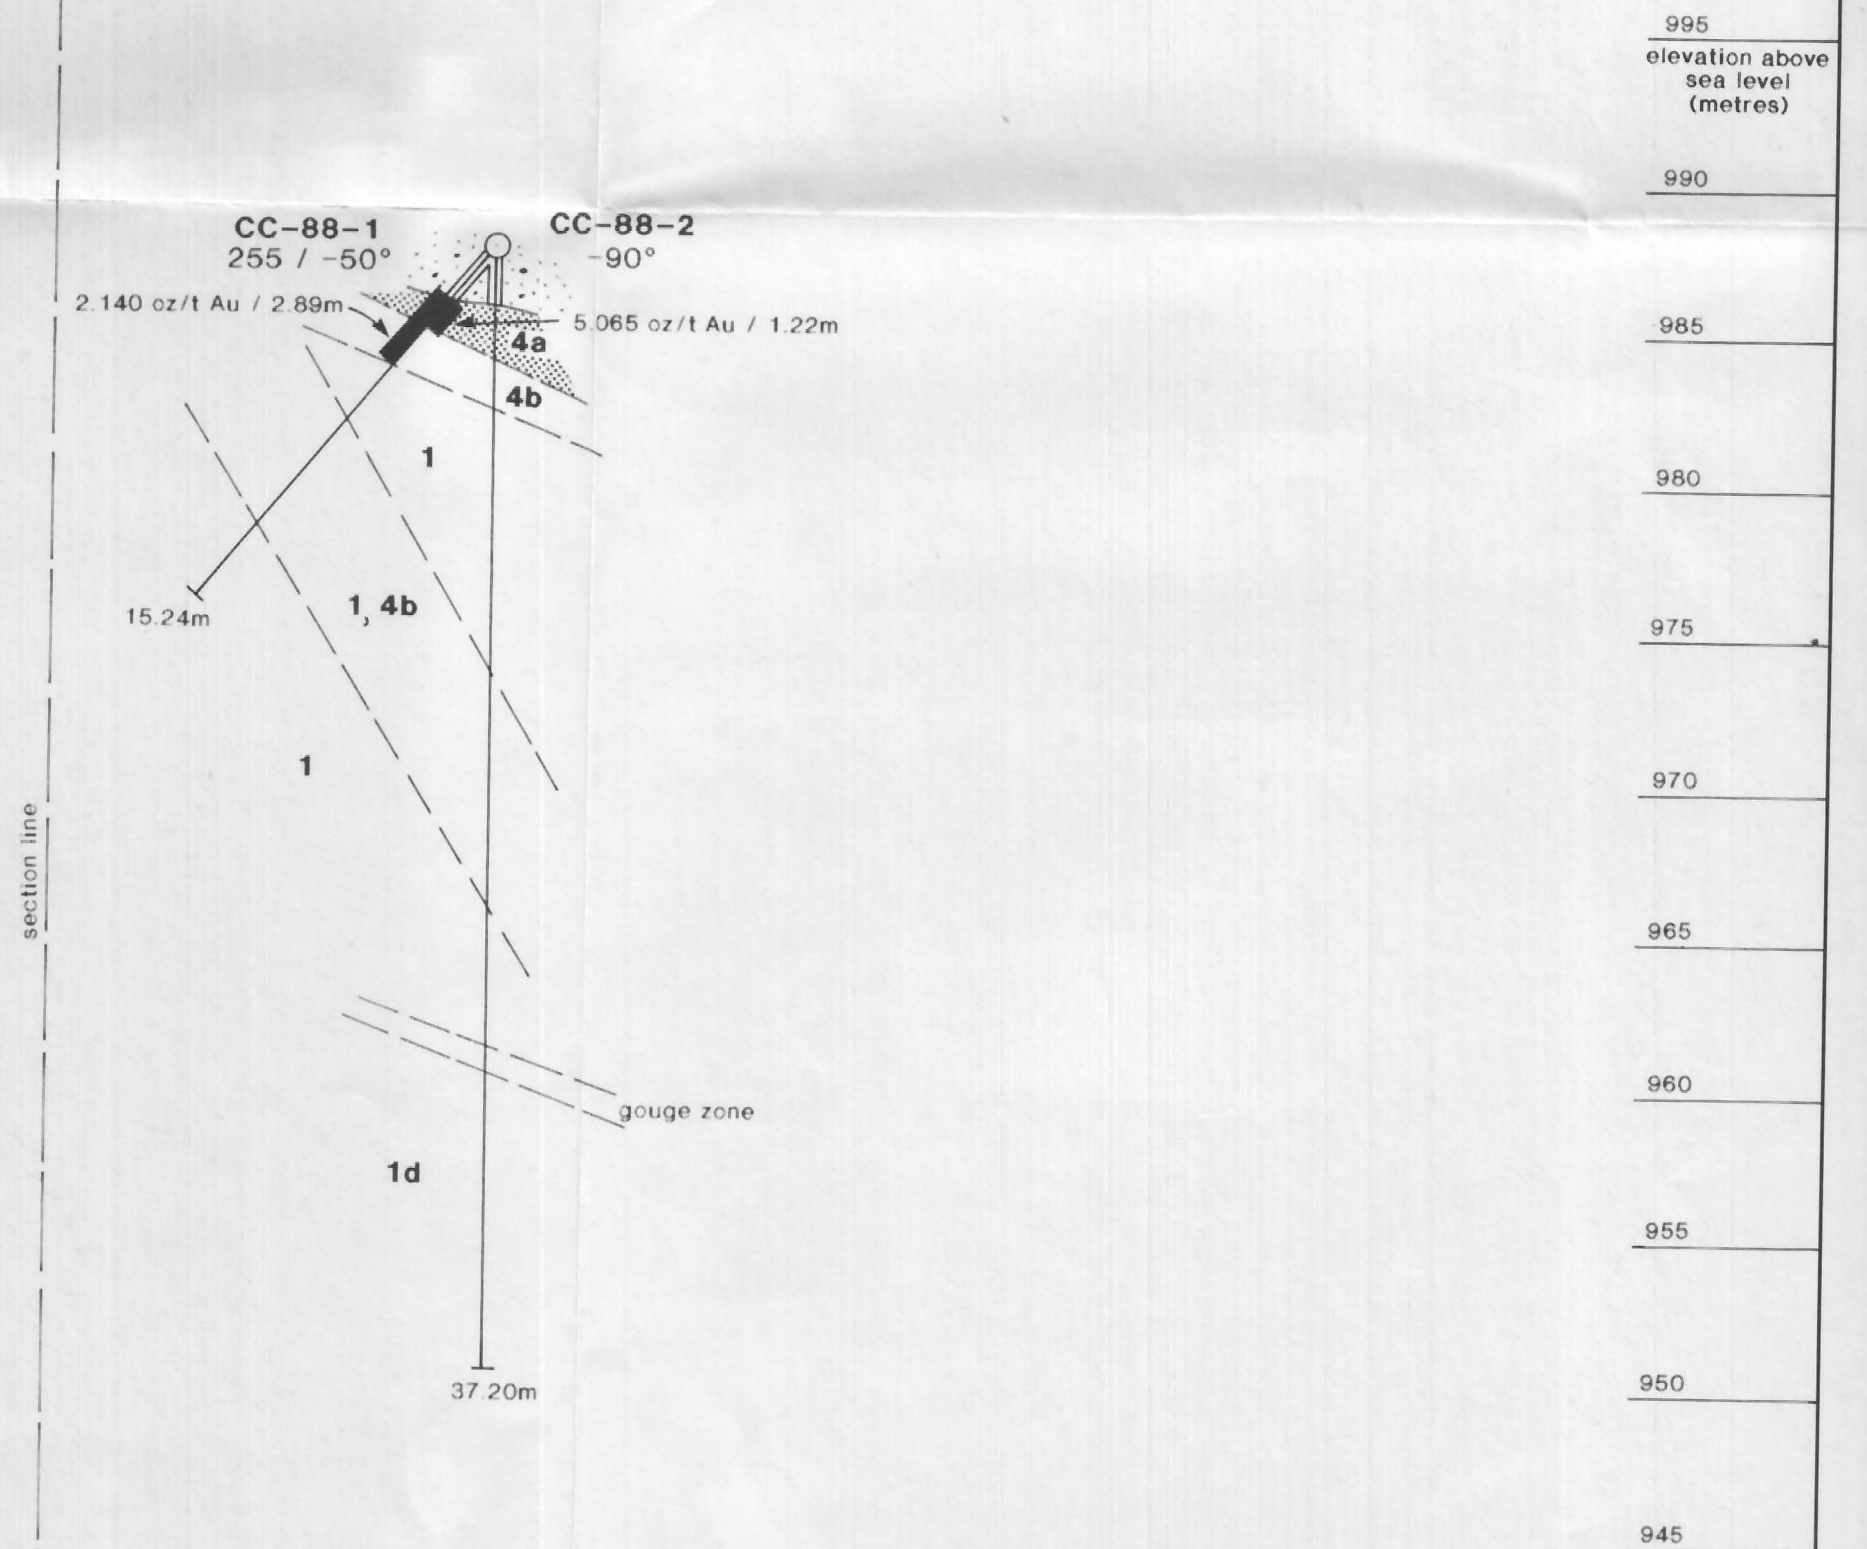 995
elevation above
sea level
(metres)
990
CC-88-1
255 / -50°
CC-88-2
-90°
2.140 oz/t Au / 2.89m
5.065 oz/t Au / 1.22m
985
4a
4b
1
980
1, 4b
15.24m
975
1
970
section line
965
960
gouge zone
1d
955
37.20m
950
945